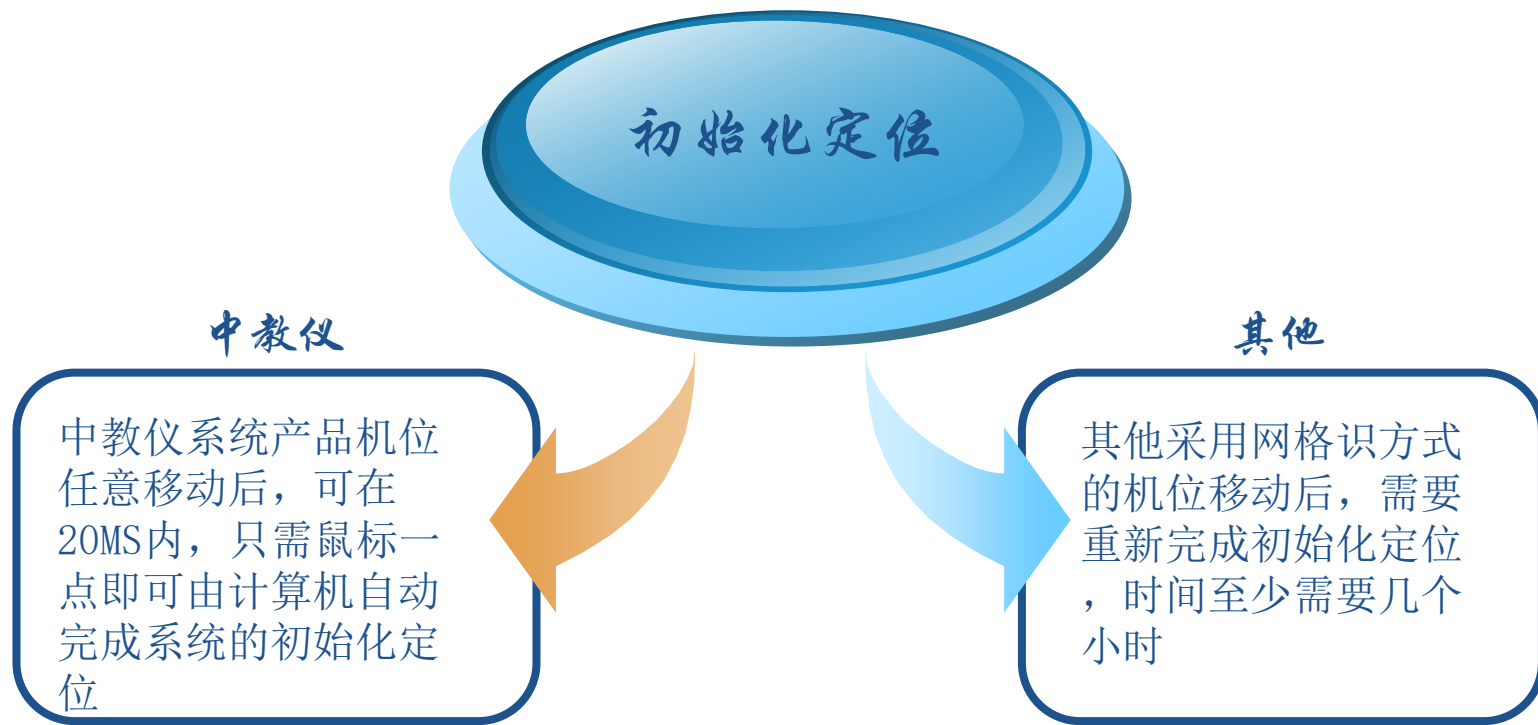 初始化定位
中教仪
中教仪系统产品机位
任意移动后，可在
20MS内，只需鼠标一
点即可由计算机自动
完成系统的初始化定
位
其他
其他采用网格识方式
的机位移动后，需要
重新完成初始化定位
，时间至少需要几个
小时